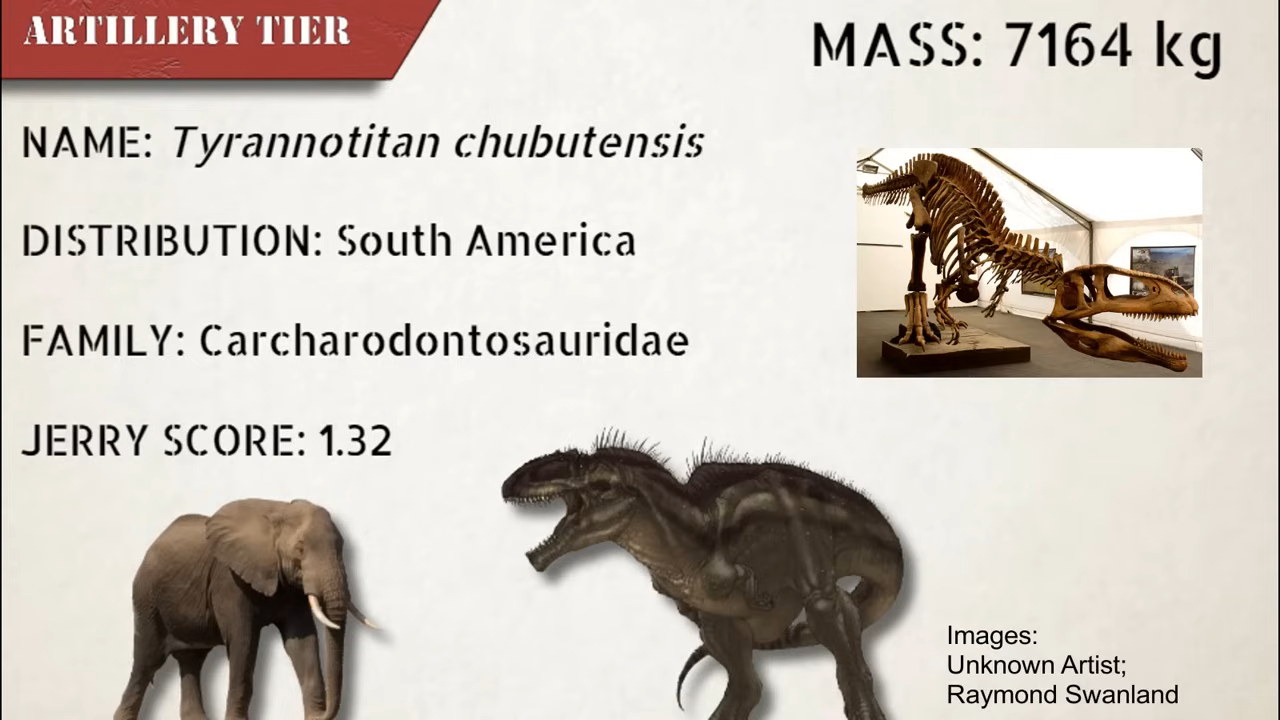 ARTILLERY TIER
MASS: 7164 kg
NAME: Tyrannotitan chubutensis
DISTRIBUTION: South America
FAMILY: Carcharodontosauridae
JERRY SCORE: 1.32
Images:
Unknown Artist;
Raymond Swanland